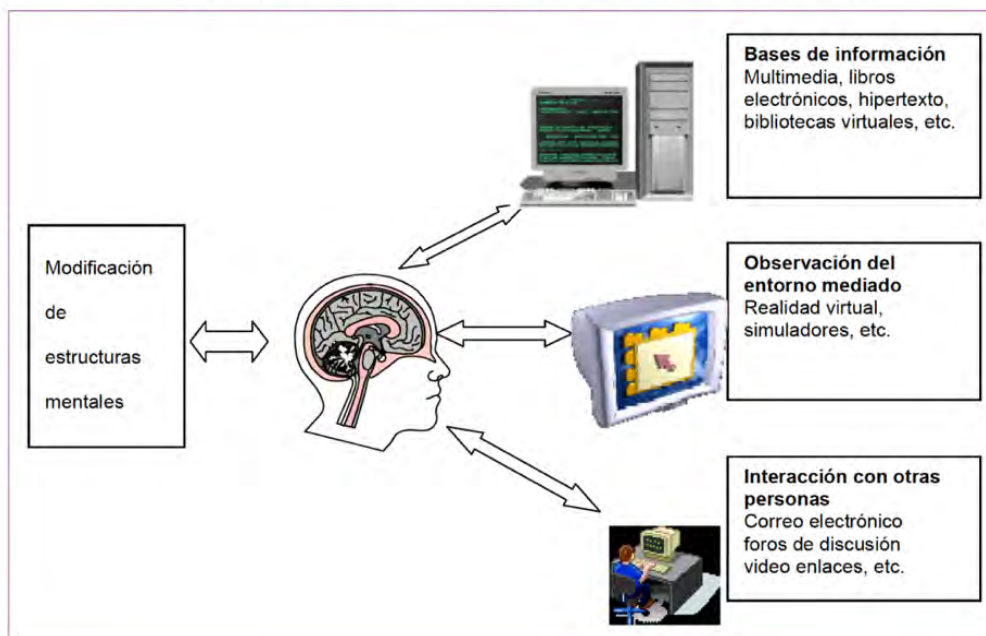 Modificación
de
estructuras
mentales
Bases de información
Multimedia, libros
electrónicos, hipertexto,
bibliotecas virtuales, etc.
Observación del
entorno mediado
Realidad virtual,
simuladores, etc.
Interacción con otras
personas
Correo electrónico
foros de discusión
video enlaces, etc.